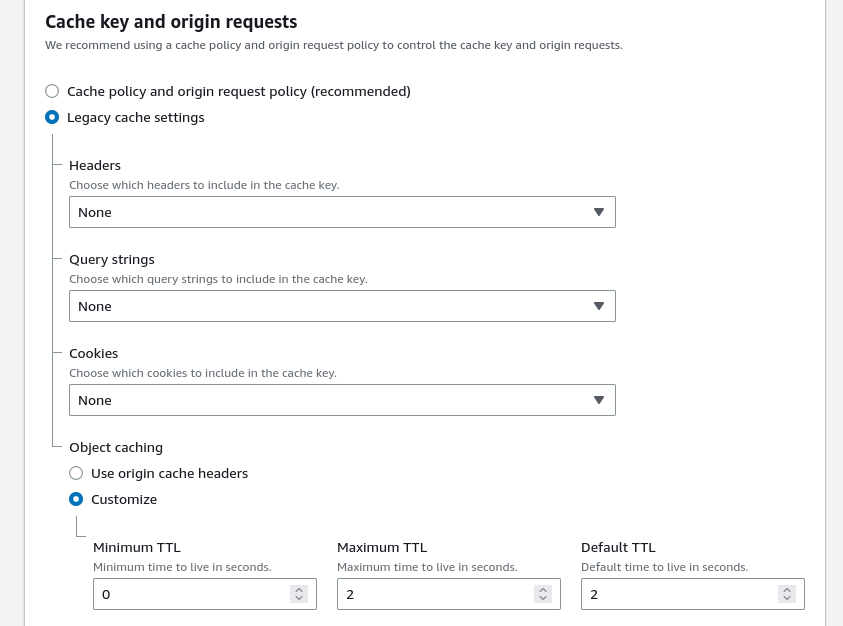 Cache key and origin requests
We recommend using a cache policy and origin request policy to control the cache key and origin requests.
Cache policy and origin request policy (recommended)
Legacy cache settings
Headers
Choose which headers to include in the cache key.
None
Query strings
Choose which query strings to include in the cache key.
None
Cookies
Choose which cookies to include in the cache key.
None
Object caching
Use origin cache headers
Customize
Minimum TTL Maximum TTL Default TTL
Minimum time to live in seconds. Maximum time to live in seconds. Default time to live in seconds.
0 2 2